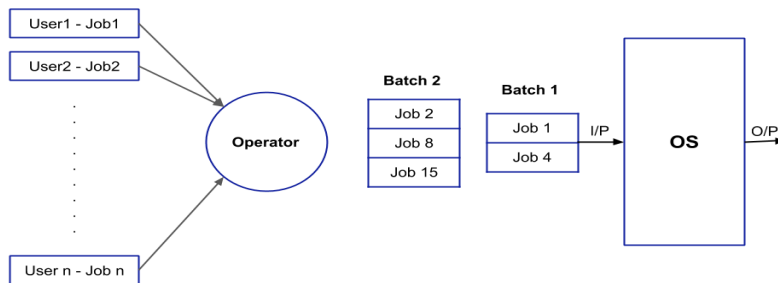 User1 - Job1
User2 - Job2
User n - Job n
Operator
Batch 2
Job 2
Job 8
Job 15
Batch 1
Job 1
Job 4
I/P
OS
O/P